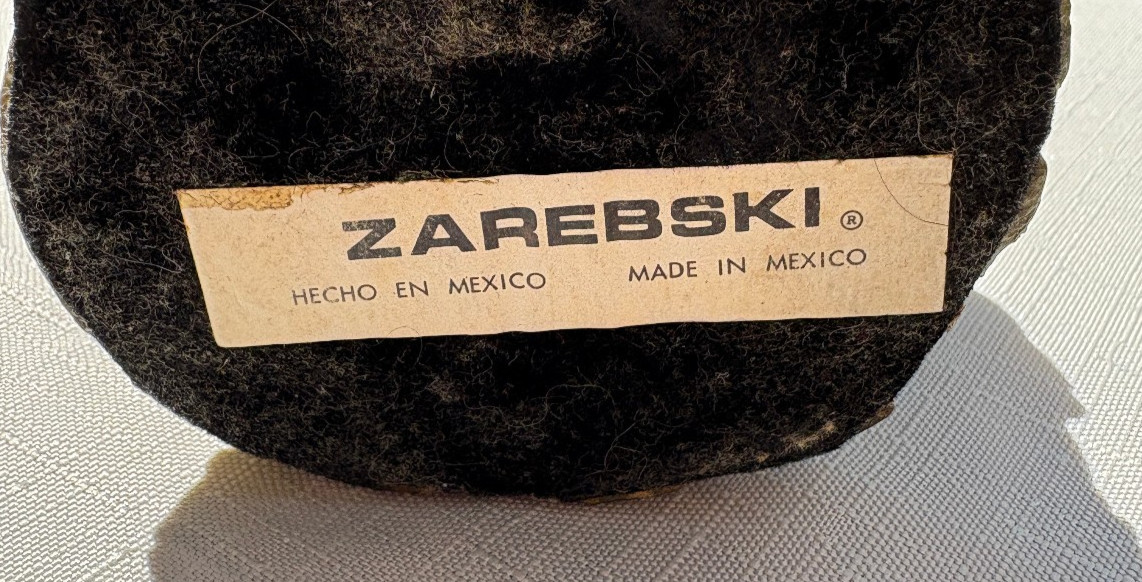 ZAREBSKI ®
HECHO EN MEXICO MADE IN MEXICO